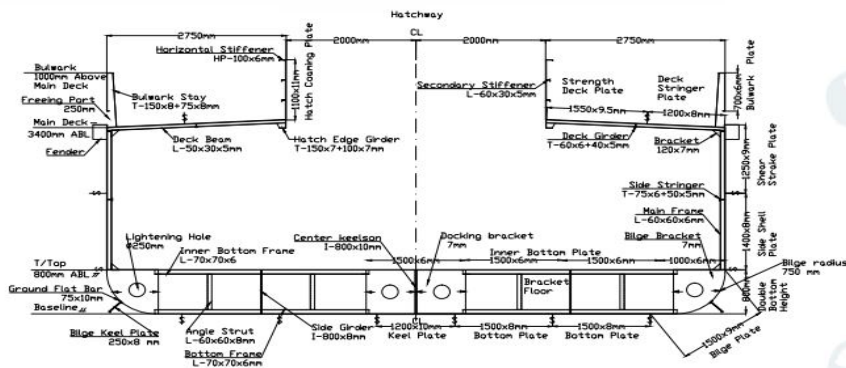 Hatchway
CL
2750mm
2000mm
2000mm
2750mm
Horizontal Stiffener
HP-100x6mm
Hatch Coaming Plate
1100x11mm
Bulwark
1000mm Above
Main Deck
Bulwark Stay
T-150x8+75x8mm
Freeing Port
250mm
Main Deck
3400mm ABL
Fender
Deck Beam
L-50x30x5mm
Hatch Edge Girder
T-150x7+100x7mm
Secondary Stiffener
L-60x30x5mm
Strength
Deck Plate
1550x9.5mm
Deck
Stringer
Plate
1200x8mm
700x6mm
Bulwark Plate
Deck Girder
T-60x6+40x5mm
Bracket
120x7mm
1250x9mm
Shear
Strake Plate
Side Stringer
T-75x6+50x5mm
Main Frame
L-60x60x6mm
1400x8mm
Side Shell
Plate
Bilge Bracket
7mm
Bilge radius
750 mm
Lightening Hole
Ø250mm
Inner Bottom Frame
L-70x70x6
Center keelson
I-800x10mm
Docking bracket
7mm
Inner Bottom Plate
1500x6mm
1500x6mm
1500x6mm
1000x6mm
T/Top
800mm ABL
Ground Flat Bar
75x10mm
Baseline
Bilge Keel Plate
250x8 mm
Angle Strut
L-60x60x8mm
Bottom Frame
L-70x70x6mm
Side Girder
I-800x8mm
Bracket
Floor
1200x10mm
Keel Plate
1500x8mm
Bottom Plate
1500x8mm
Bottom Plate
1500x9mm
Bilge Plate
800mm
Double
Bottom
Height